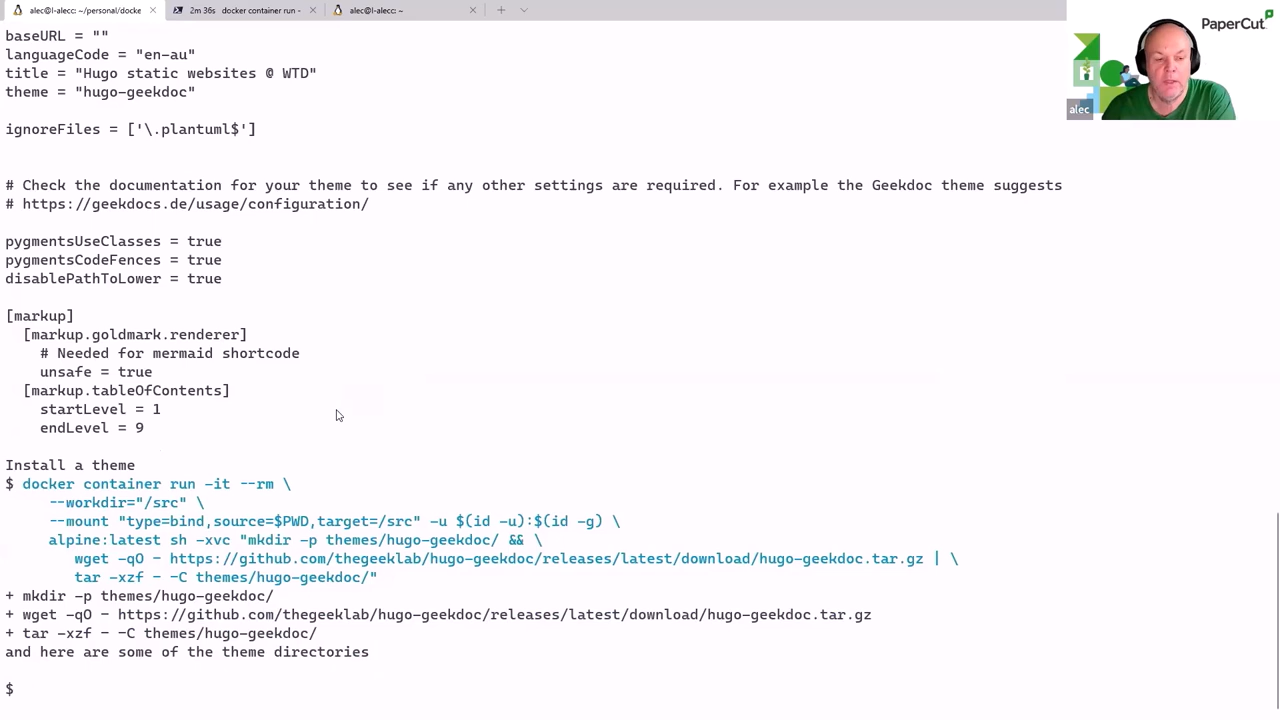 alec@l-alecc: ~/personal/docke
2m 36s docker container run -
alec@l-alecc: ~
PaperCut
alec
baseURL = ""
languageCode = "en-au"
title = "Hugo static websites @ WTD"
theme = "hugo-geekdoc"
ignoreFiles = ['\.plantuml$']
# Check the documentation for your theme to see if any other settings are required. For example the Geekdoc theme suggests
# https://geekdocs.de/usage/configuration/
pygmentsUseClasses = true
pygmentsCodeFences = true
disablePathToLower = true
[markup]
[markup.goldmark.renderer]
# Needed for mermaid shortcode
unsafe = true
[markup.tableOfContents]
startLevel = 1
endLevel = 9
Install a theme
$ docker container run -it --rm \
--workdir="/src" \
--mount "type=bind,source=$PWD,target=/src" -u $(id -u):$(id -g) \
alpine:latest sh -xvc "mkdir -p themes/hugo-geekdoc/ && \
wget -qO - https://github.com/thegeeklab/hugo-geekdoc/releases/latest/download/hugo-geekdoc.tar.gz | \
tar -xzf - -C themes/hugo-geekdoc/"
+ mkdir -p themes/hugo-geekdoc/
+ wget -qO - https://github.com/thegeeklab/hugo-geekdoc/releases/latest/download/hugo-geekdoc.tar.gz
+ tar -xzf - -C themes/hugo-geekdoc/
and here are some of the theme directories
$